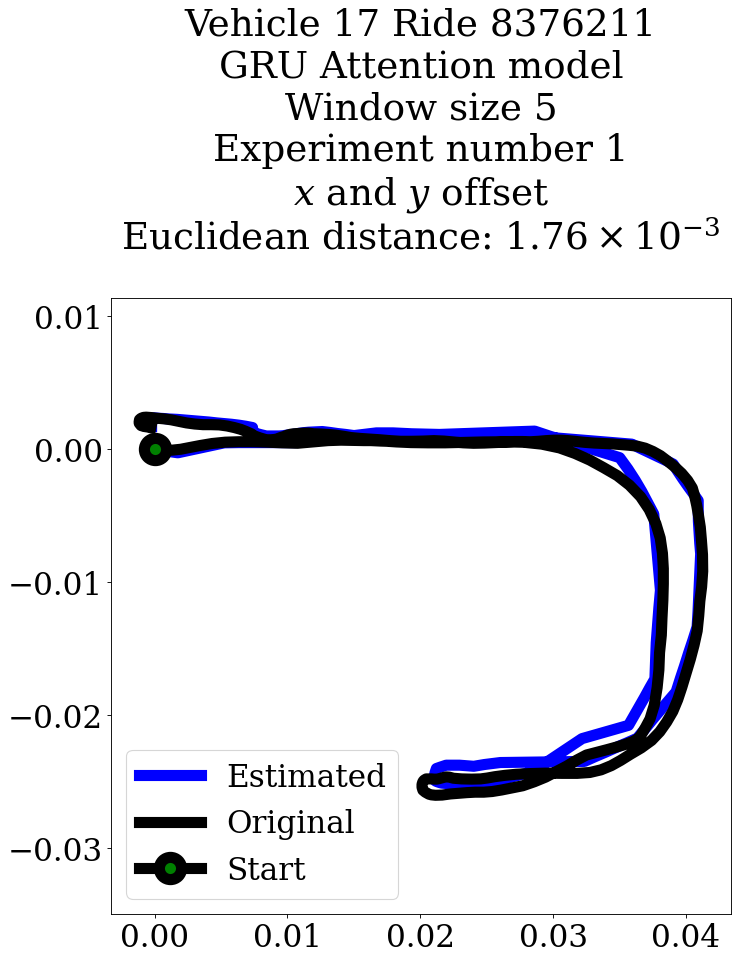 Vehicle 17 Ride 8376211
GRU Attention model
Window size 5
Experiment number 1
x and y offset
Euclidean distance: 1.76 × 10⁻³
0.01
0.00
−0.01
−0.02
−0.03
Estimated
Original
Start
0.00 0.01 0.02 0.03 0.04